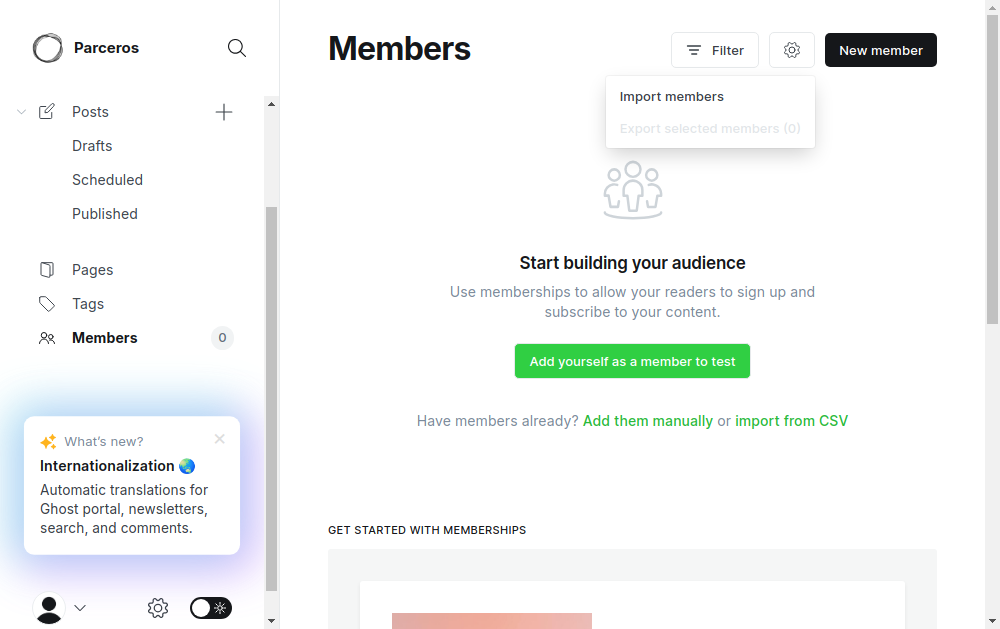 Parceros
Posts
Drafts
Scheduled
Published
Pages
Tags
Members
0
What's new?
Internationalization 🌏
Automatic translations for
Ghost portal, newsletters,
search, and comments.
Members
Filter
New member
Import members
Export selected members (0)
Start building your audience
Use memberships to allow your readers to sign up and
subscribe to your content.
Add yourself as a member to test
Have members already? Add them manually or import from CSV
GET STARTED WITH MEMBERSHIPS